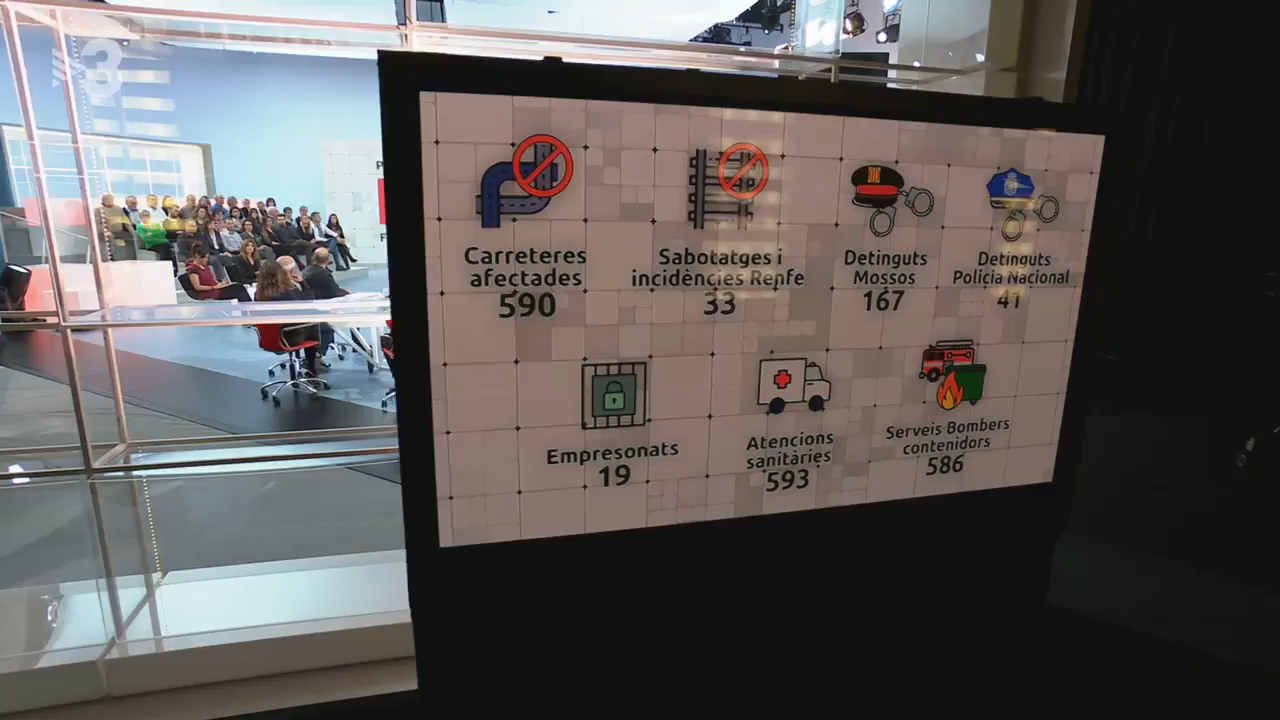 3
Carreteres
afectades
590
Sabotatges i
incidències Renfe
33
Detinguts
Mossos
167
Detinguts
Policia Nacional
41
Empresonats
19
Atencions
sanitàries
593
Serveis Bombers
contenidors
586